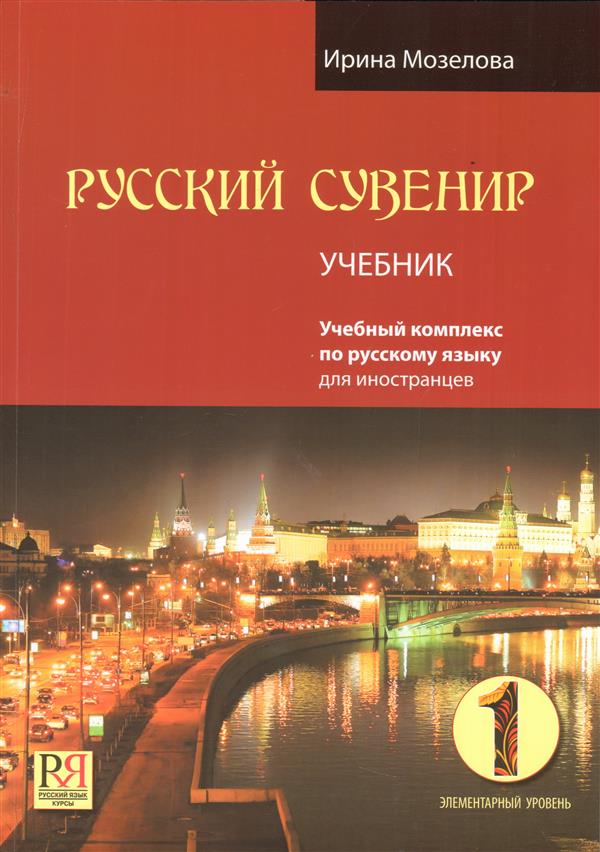 Ирина Мозелова
РУССКИЙ СУВЕНИР
УЧЕБНИК
Учебный комплекс
по русскому языку
для иностранцев
1
РЯ
РУССКИЙ ЯЗЫК
КУРСЫ
ЭЛЕМЕНТАРНЫЙ УРОВЕНЬ